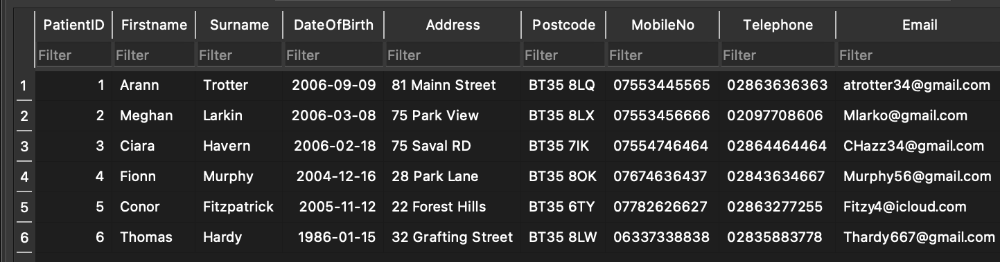 PatientID Firstname Surname DateOfBirth Address Postcode MobileNo Telephone Email
Filter Filter Filter Filter Filter Filter Filter Filter Filter
1 1 Arann Trotter 2006-09-09 81 Mainn Street BT35 8LQ 07553445565 02863636363 atrotter34@gmail.com
2 2 Meghan Larkin 2006-03-08 75 Park View BT35 8LX 07553456666 02097708606 Mlarko@gmail.com
3 3 Ciara Havern 2006-02-18 75 Saval RD BT35 7IK 07554746464 02864464464 CHazz34@gmail.com
4 4 Fionn Murphy 2004-12-16 28 Park Lane BT35 8OK 07674636437 02843634667 Murphy56@gmail.com
5 5 Conor Fitzpatrick 2005-11-12 22 Forest Hills BT35 6TY 07782626627 02863277255 Fitzy4@icloud.com
6 6 Thomas Hardy 1986-01-15 32 Grafting Street BT35 8LW 06337338838 02835883778 Thardy667@gmail.com